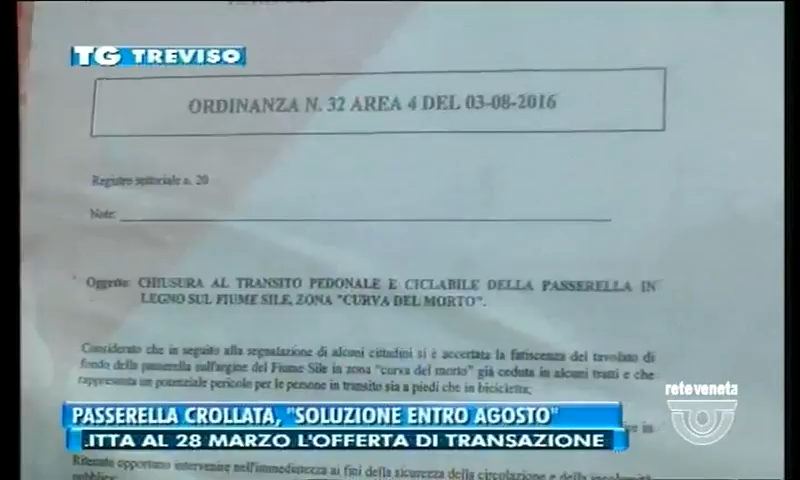 TG TREVISO
ORDINANZA N. 32 AREA 4 DEL 03-08-2016
Registro settoriale n. 20
Note:
Oggetto: CHIUSURA AL TRANSITO PEDONALE E CICLABILE DELLA PASSERELLA IN
LEGNO SUL FIUME SILE, ZONA "CURVA DEL MORTO".
Considerato che in seguito alla segnalazione di alcuni cittadini si è accertata la fatiscenza del tavolato di
fondo della passerella sull'argine del Fiume Sile in zona "curva del morto" già ceduta in alcuni tratti e che
rappresenta un potenziale pericolo per le persone in transito sia a piedi che in bicicletta;
reteveneta
PASSERELLA CROLLATA, "SOLUZIONE ENTRO AGOSTO"
.ITTA AL 28 MARZO L'OFFERTA DI TRANSAZIONE
in
Ritenuto opportuno intervenire nell'immediatezza ai fini della sicurezza della circolazione e della incolumità
pubblica;